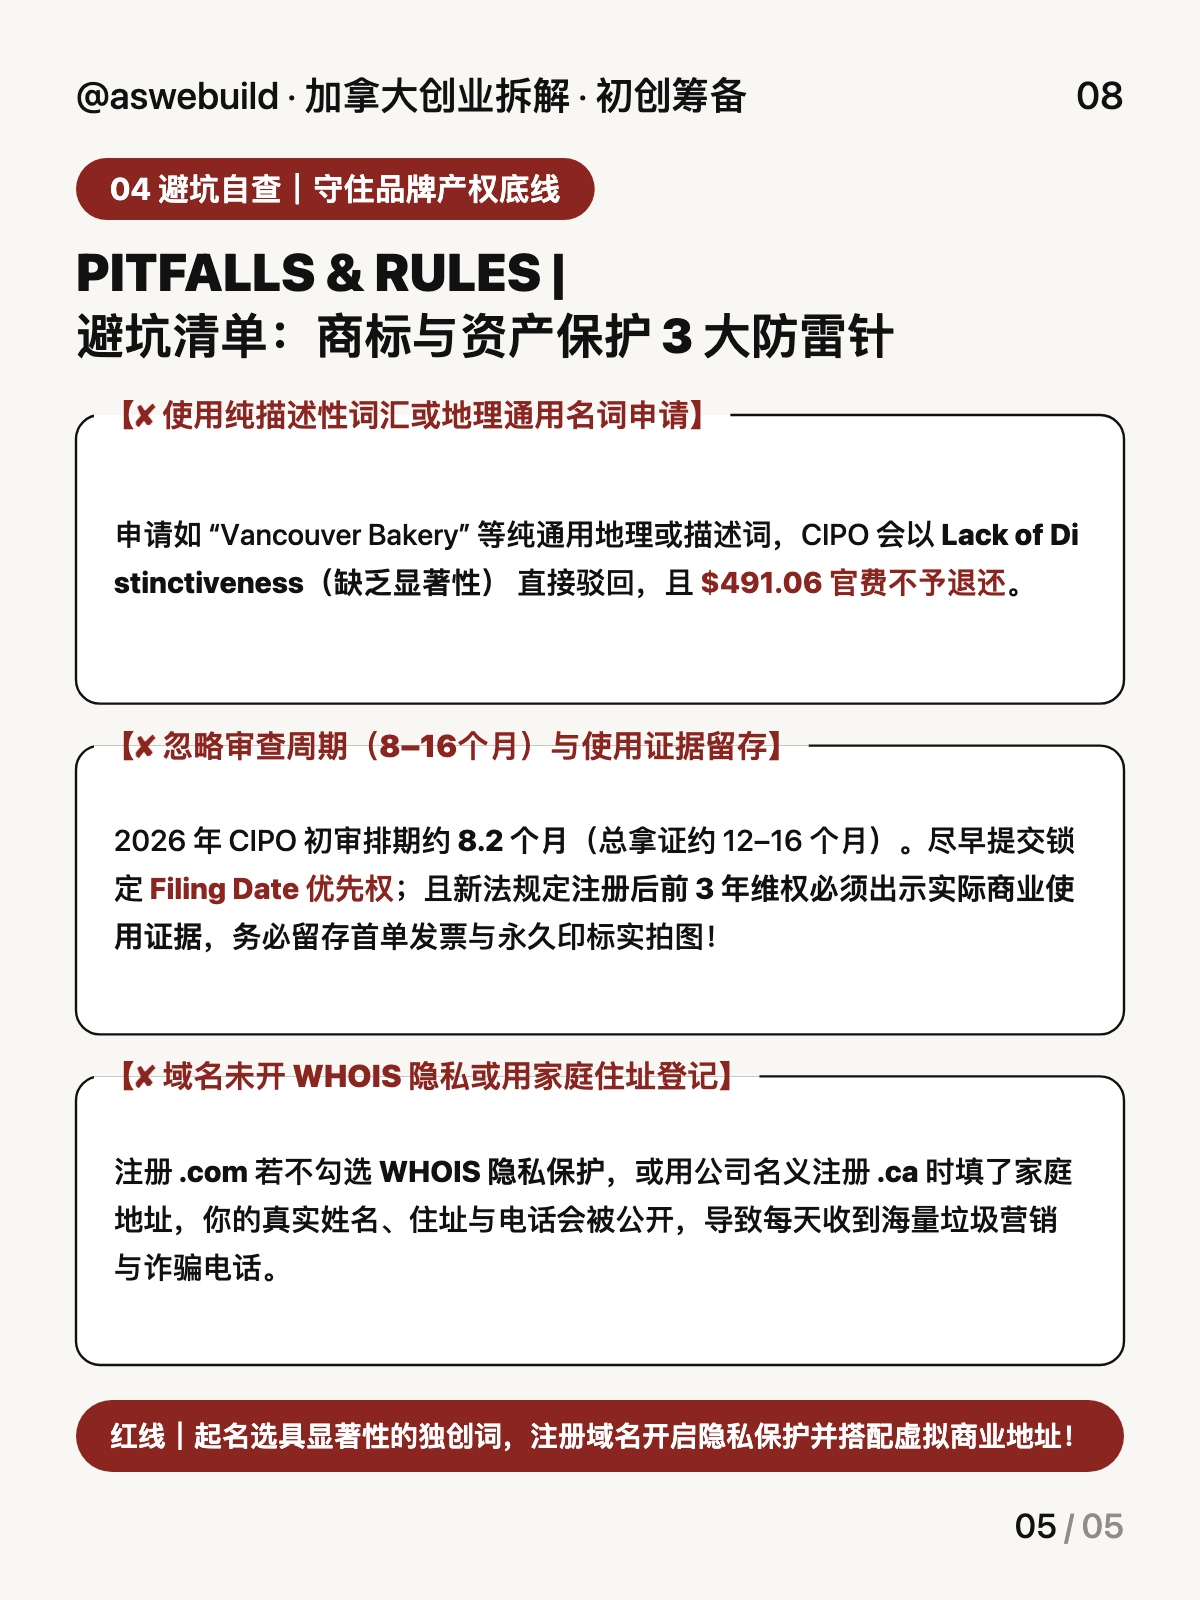 @aswebuild · 加拿大创业拆解 · 初创筹备
08
04 避坑自查｜守住品牌产权底线
PITFALLS & RULES |
避坑清单：商标与资产保护 3 大防雷针
【✘ 使用纯描述性词汇或地理通用名词申请】
申请如 “Vancouver Bakery” 等纯通用地理或描述词，CIPO 会以 Lack of Di
stinctiveness（缺乏显著性） 直接驳回，且 $491.06 官费不予退还。
【✘ 忽略审查周期（8–16个月）与使用证据留存】
2026 年 CIPO 初审排期约 8.2 个月（总拿证约 12–16 个月）。尽早提交锁
定 Filing Date 优先权；且新法规定注册后前 3 年维权必须出示实际商业使
用证据，务必留存首单发票与永久印标实拍图！
【✘ 域名未开 WHOIS 隐私或用家庭住址登记】
注册 .com 若不勾选 WHOIS 隐私保护，或用公司名义注册 .ca 时填了家庭
地址，你的真实姓名、住址与电话会被公开，导致每天收到海量垃圾营销
与诈骗电话。
红线｜起名选具显著性的独创词，注册域名开启隐私保护并搭配虚拟商业地址！
05 / 05